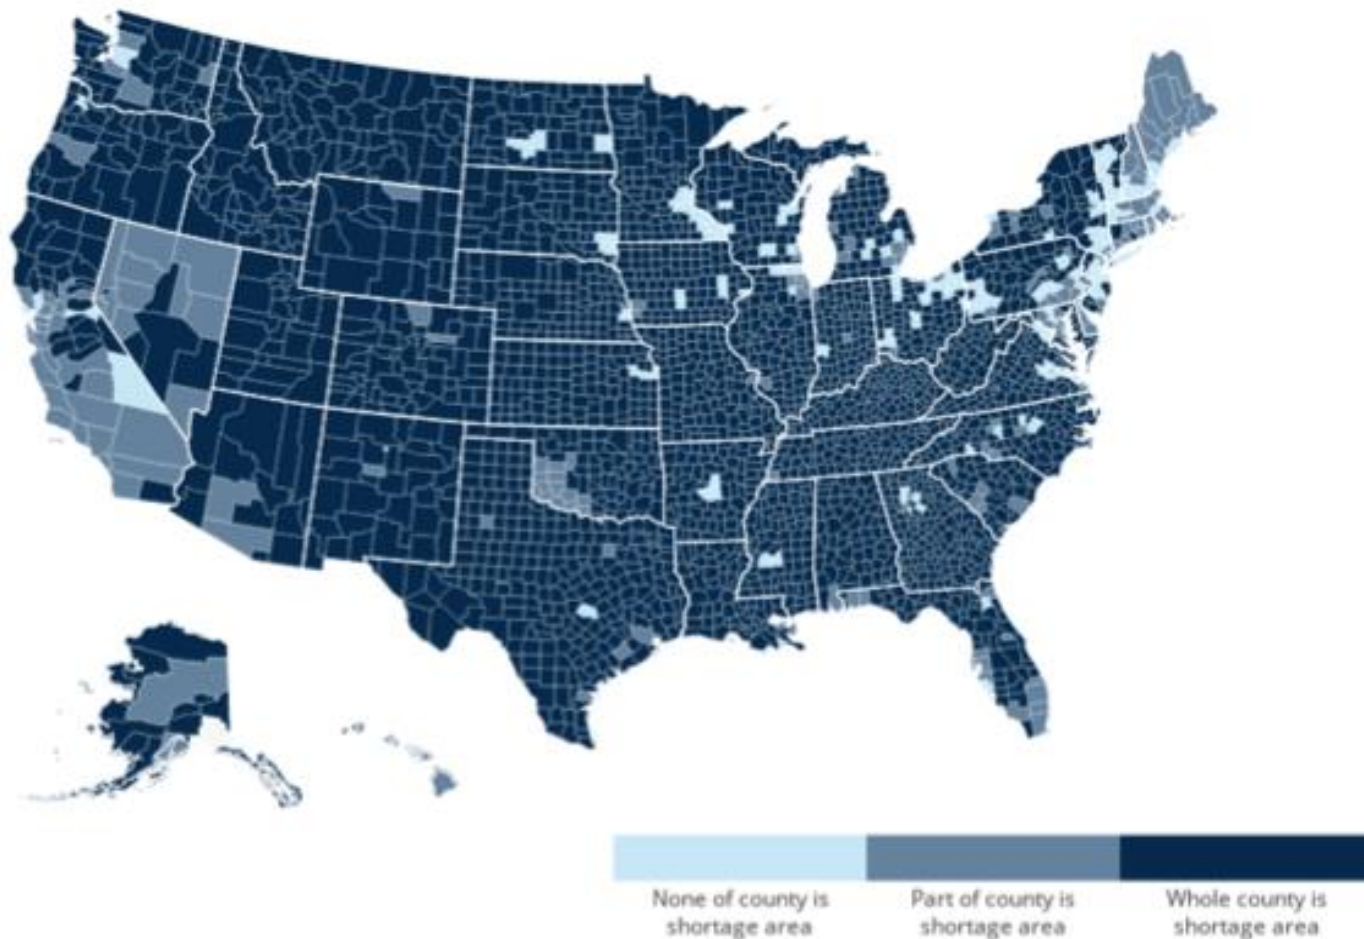 None of county is
shortage area
Part of county is
shortage area
Whole county is
shortage area